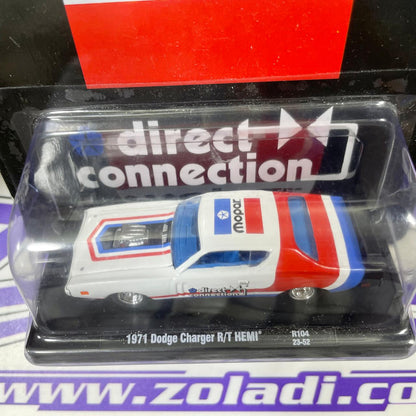 direct
connection
Mopar
direct
connection
1971 Dodge Charger R/T HEMI®
R104
23-52
www.zoladi.co